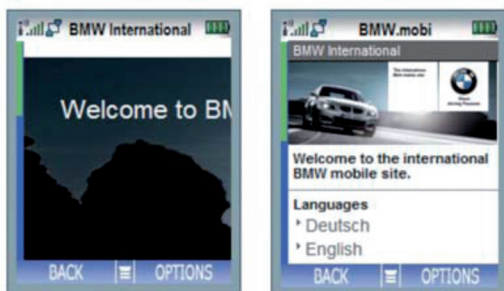 BMW International
Welcome to BM
BACK
OPTIONS
BMW.mobi
BMW International
Welcome to the international
BMW mobile site.
Languages
Deutsch
English
BACK
OPTIONS